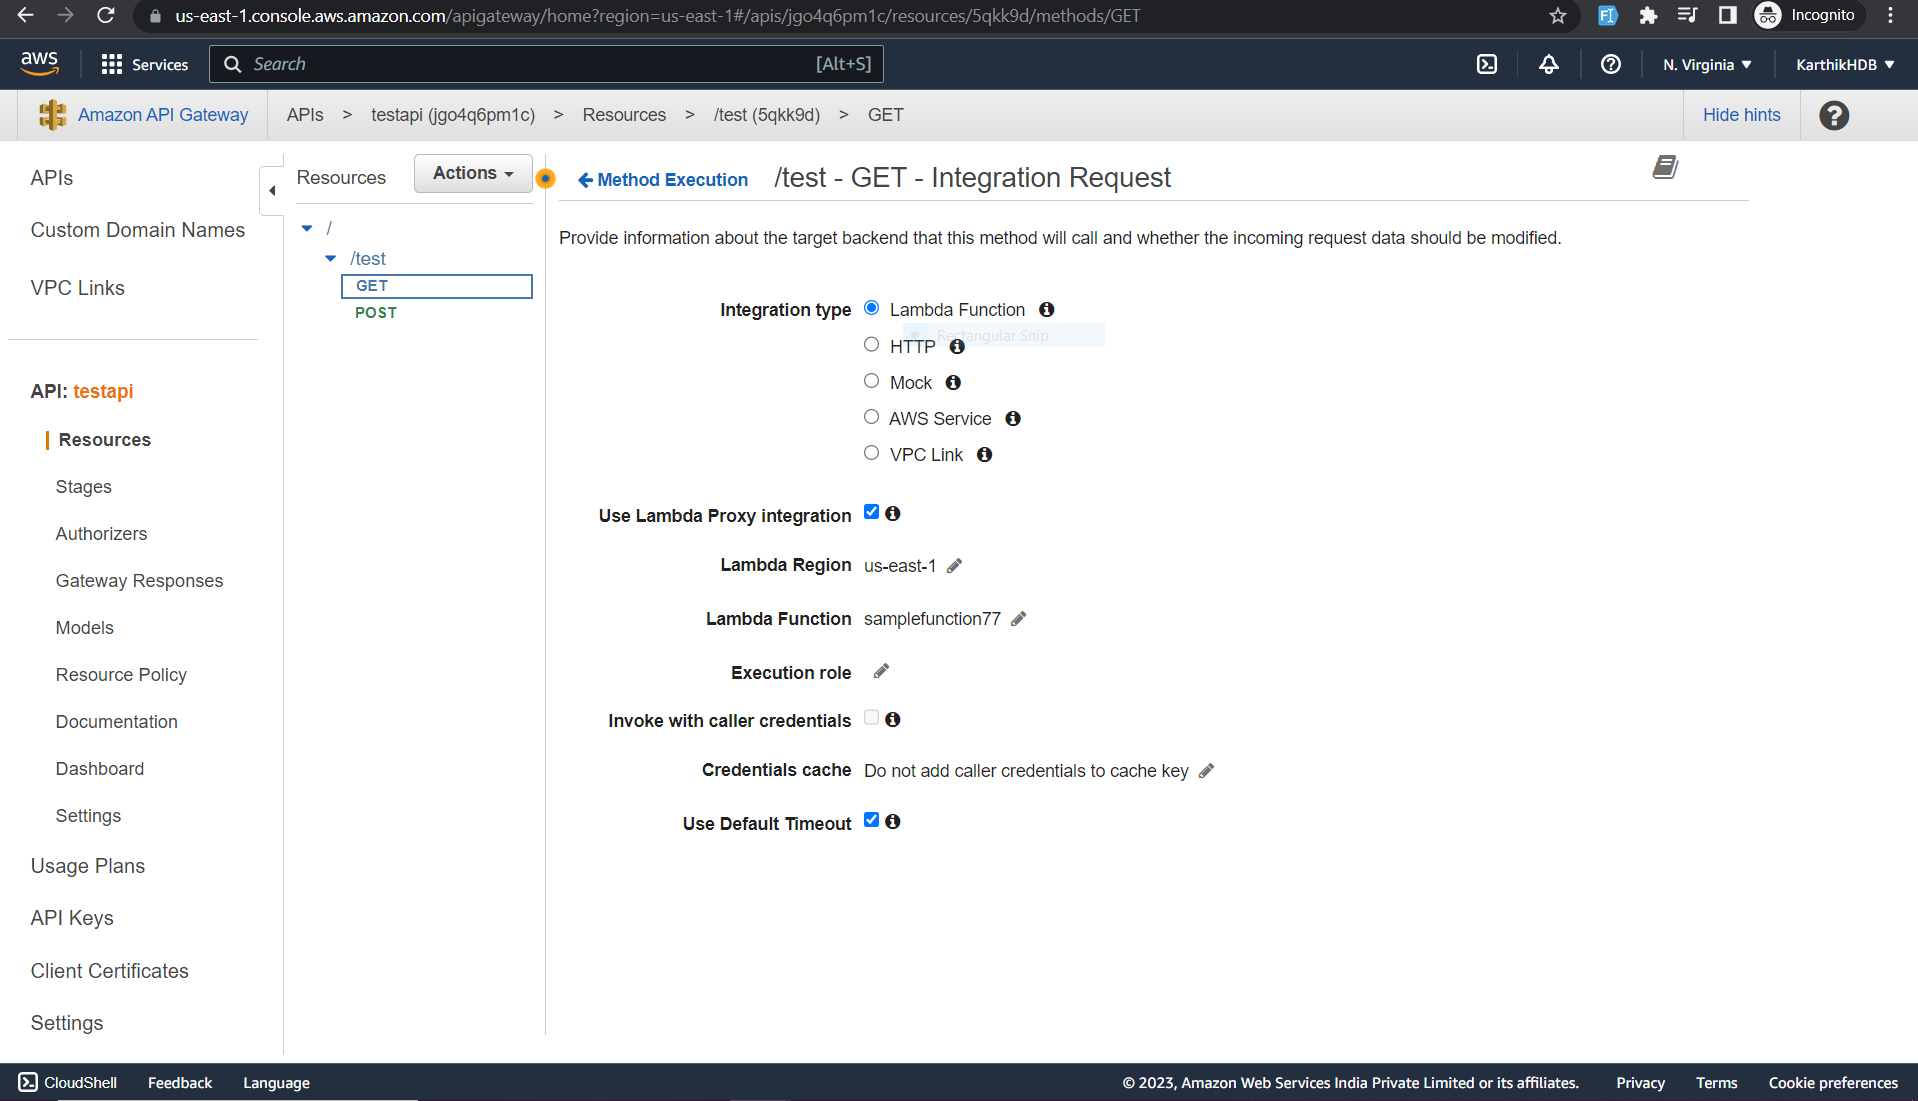 us-east-1.console.aws.amazon.com/apigateway/home?region=us-east-1#/apis/jgo4q6pm1c/resources/5qkk9d/methods/GET
Incognito
aws Services Search [Alt+S] N. Virginia KarthikHDB
Amazon API Gateway APIs > testapi (jgo4q6pm1c) > Resources > /test (5qkk9d) > GET Hide hints ?
APIs
Custom Domain Names
VPC Links
API: testapi
Resources
Stages
Authorizers
Gateway Responses
Models
Resource Policy
Documentation
Dashboard
Settings
Usage Plans
API Keys
Client Certificates
Settings
Resources Actions
/
/test
GET
POST
Method Execution /test - GET - Integration Request
Provide information about the target backend that this method will call and whether the incoming request data should be modified.
Integration type Lambda Function
Rectangular Snip
HTTP
Mock
AWS Service
VPC Link
Use Lambda Proxy integration
Lambda Region us-east-1
Lambda Function samplefunction77
Execution role
Invoke with caller credentials
Credentials cache Do not add caller credentials to cache key
Use Default Timeout
CloudShell Feedback Language © 2023, Amazon Web Services India Private Limited or its affiliates. Privacy Terms Cookie preferences